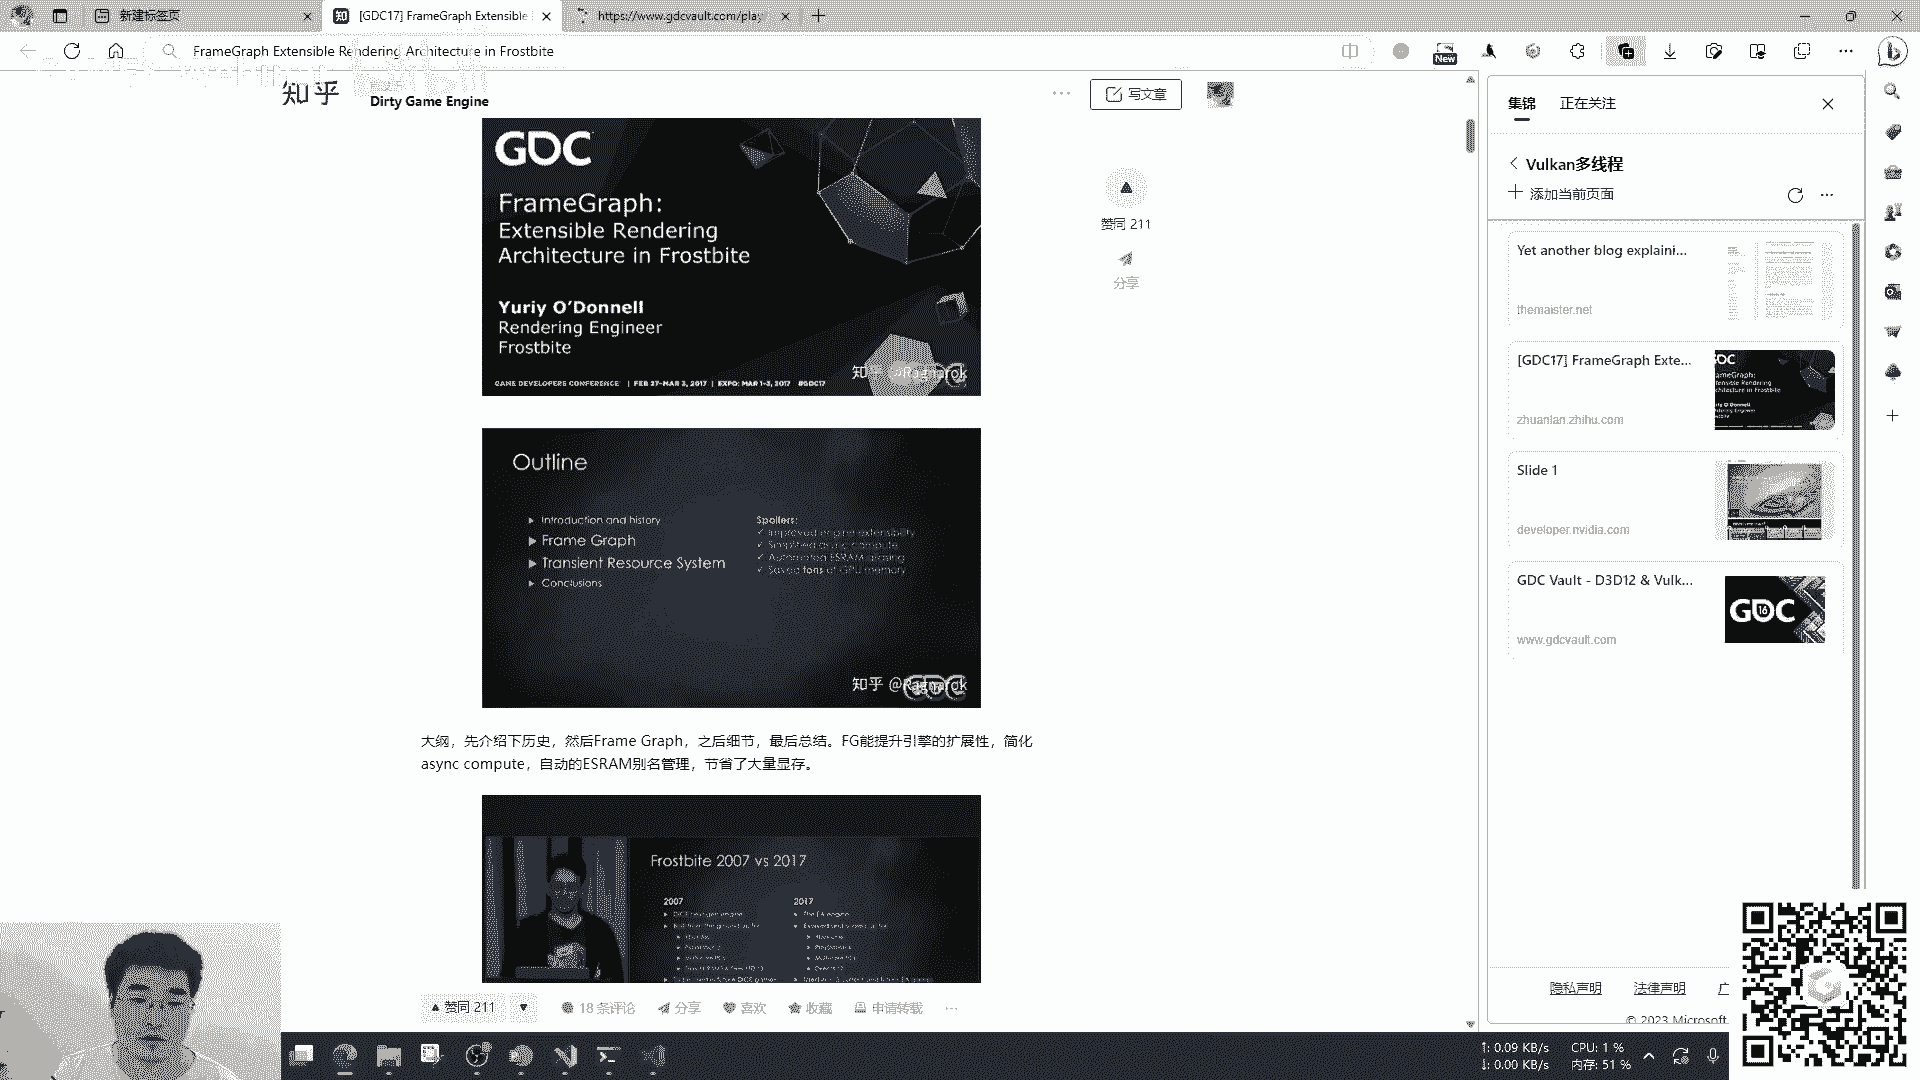 新建标签页
[GDC17] FrameGraph Extensible
https://www.gdcvault.com/play
FrameGraph Extensible Rendering Architecture in Frostbite
New
知乎
Dirty Game Engine
写文章
GDC
FrameGraph:
Extensible Rendering
Architecture in Frostbite
Yuriy O'Donnell
Rendering Engineer
Frostbite
GAME DEVELOPERS CONFERENCE | FEB 27-MAR 3, 2017 | EXPO: MAR 1-3, 2017 #GDC17
知乎 @Ragnarok
赞同 211
分享
Outline
Introduction and history
Frame Graph
Transient Resource System
Conclusions
Spoilers:
Improved engine extensibility
Simplified async compute
Automated ESRAM aliasing
Saved tons of GPU memory
知乎 @Ragnarok
大纲，先介绍下历史，然后Frame Graph，之后细节，最后总结。FG能提升引擎的扩展性，简化
async compute，自动的ESRAM别名管理，节省了大量显存。
Frostbite 2007 vs 2017
2007
2017
赞同 211
18 条评论
分享
喜欢
收藏
申请转载
集锦
正在关注
Vulkan多线程
添加当前页面
Yet another blog explaini...
themaister.net
[GDC17] FrameGraph Exte...
zhuanlan.zhihu.com
Slide 1
developer.nvidia.com
GDC Vault - D3D12 & Vulk...
www.gdcvault.com
隐私声明
法律声明
广
© 2023 Microsoft
↑: 0.09 KB/s
↓: 0.00 KB/s
CPU: 1 %
内存: 51 %